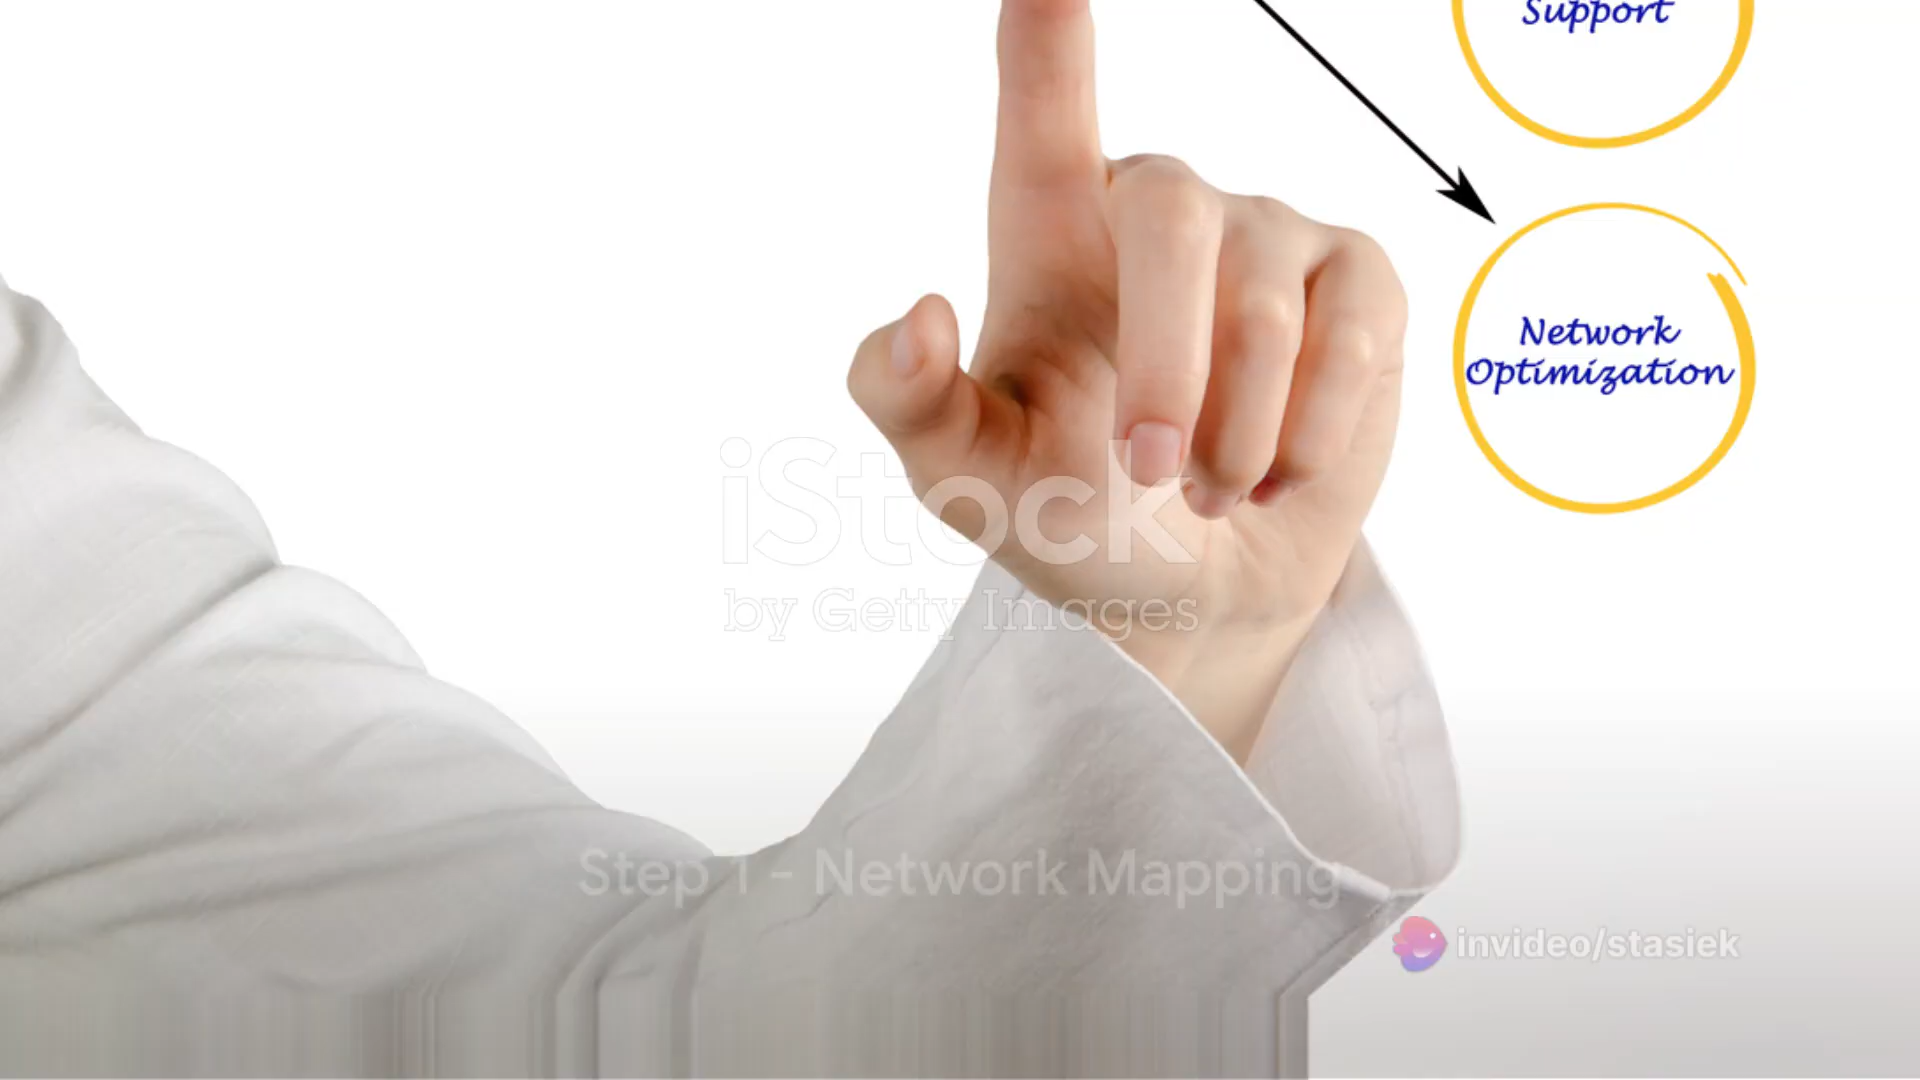 Support
Network
Optimization
iStock
by Getty Images
Step 1 - Network Mapping
invideo/stasiek